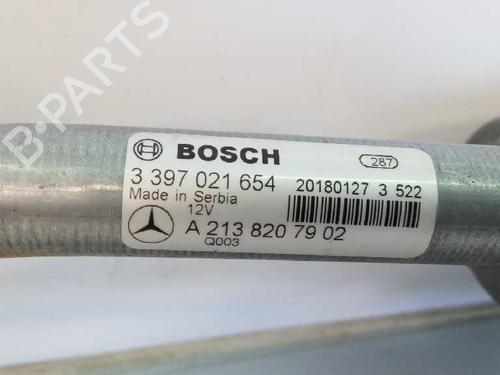 B-PARTS
BOSCH
287
3 397 021 654
20180127 3 522
Made in Serbia
12V
A 213 820 79 02
Q003